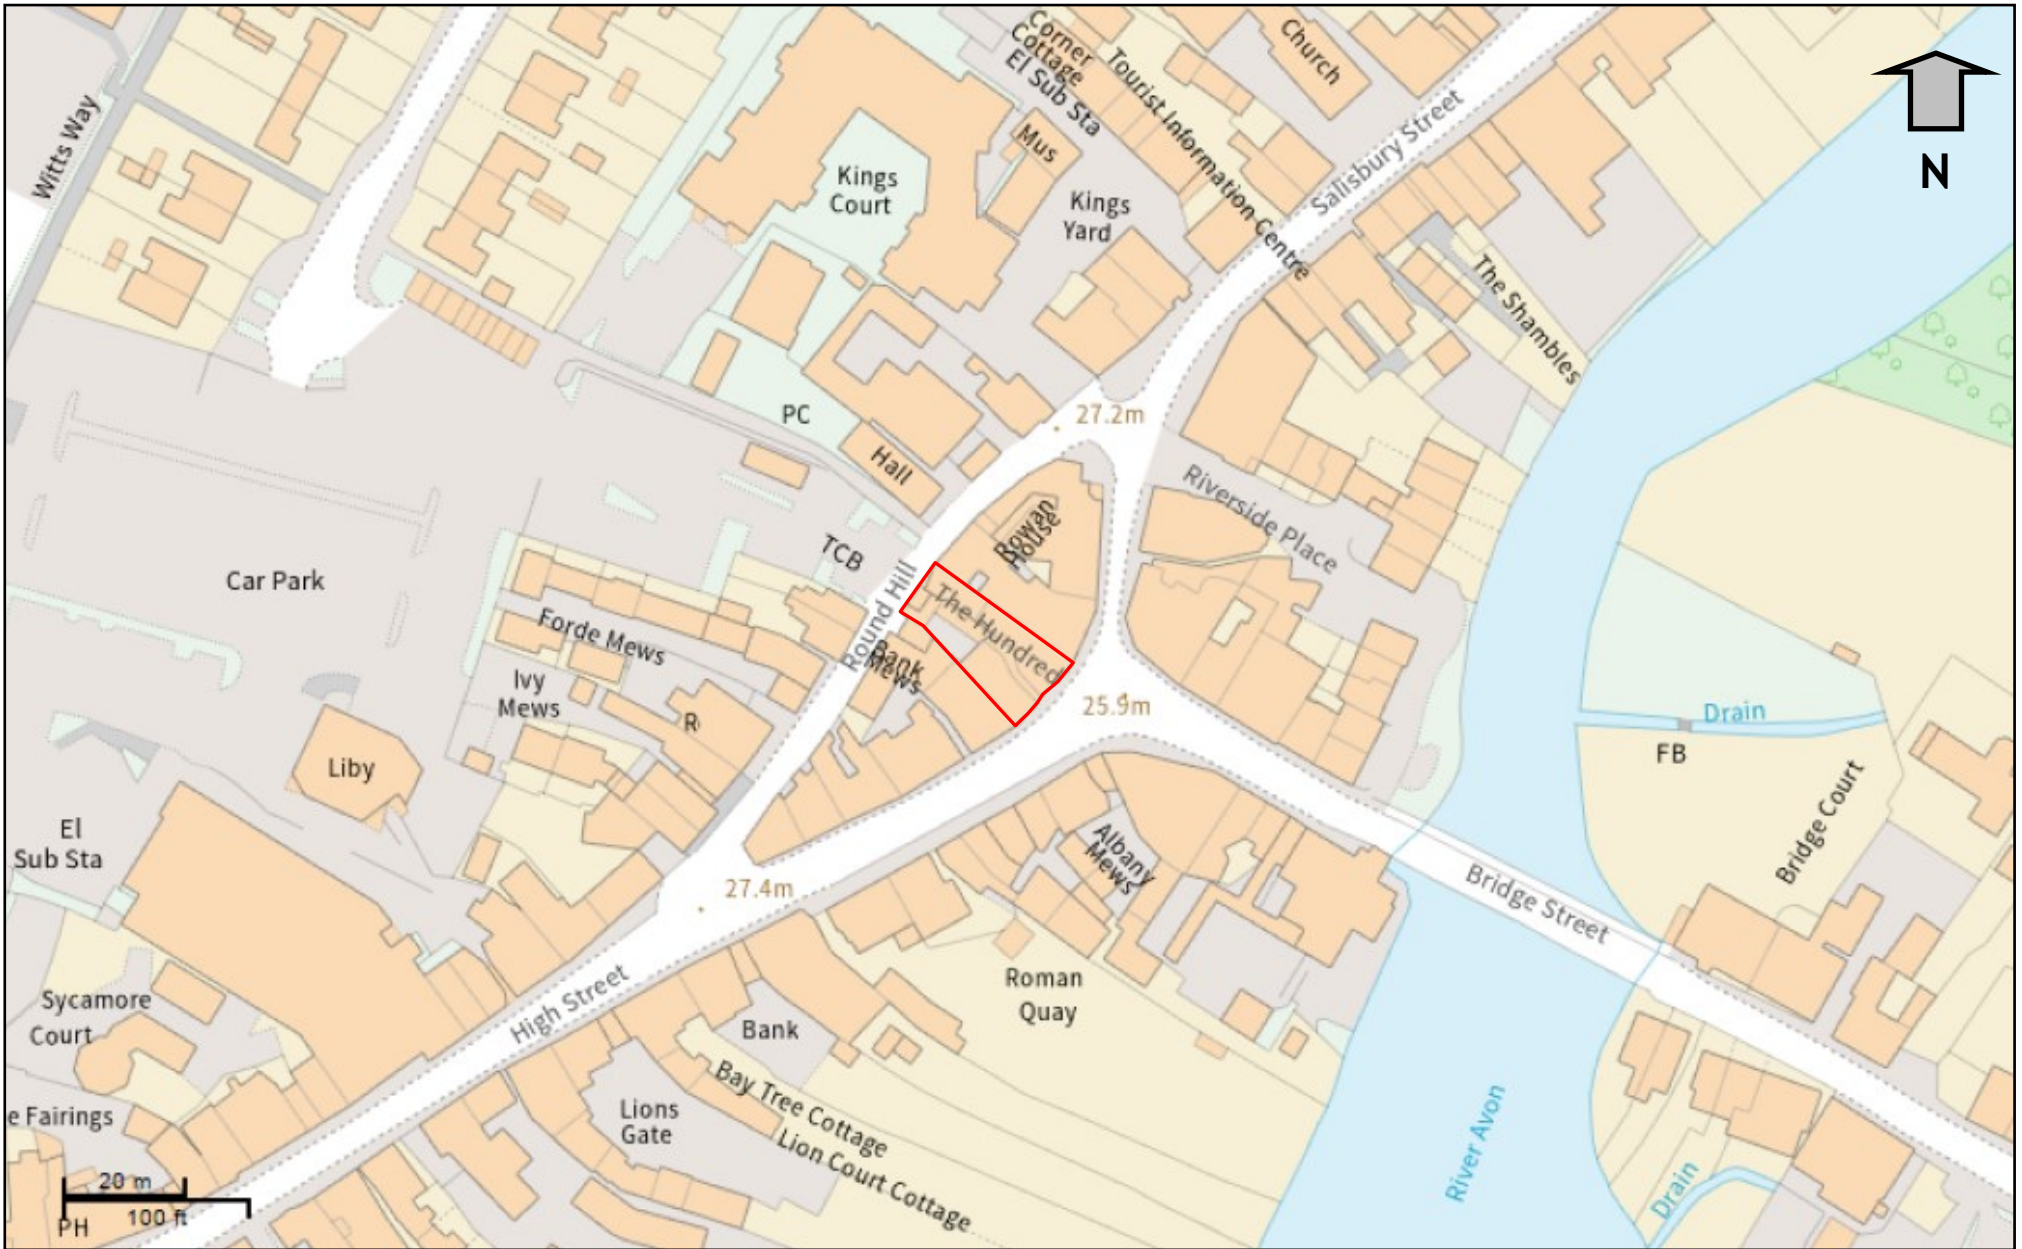 Corner
Cottage
El Sub Sta
Tourist Information Centre
Church
Witts Way
Mus
Salisbury Street
N
Kings
Court
Kings
Yard
The Shambles
27.2m
PC
Hall
Riverside Place
Rowan
House
TCB
Car Park
Round Hill
The Hundred
Forde Mews
Bank
Mews
Ivy
Mews
R
25.9m
Drain
FB
Liby
Bridge Court
El
Sub Sta
Albany
Mews
27.4m
Bridge Street
High Street
Roman
Quay
Sycamore
Court
Bank
Bay Tree Cottage
Lion Court Cottage
Lions
Gate
e Fairings
River Avon
Drain
20 m
100 ft
PH